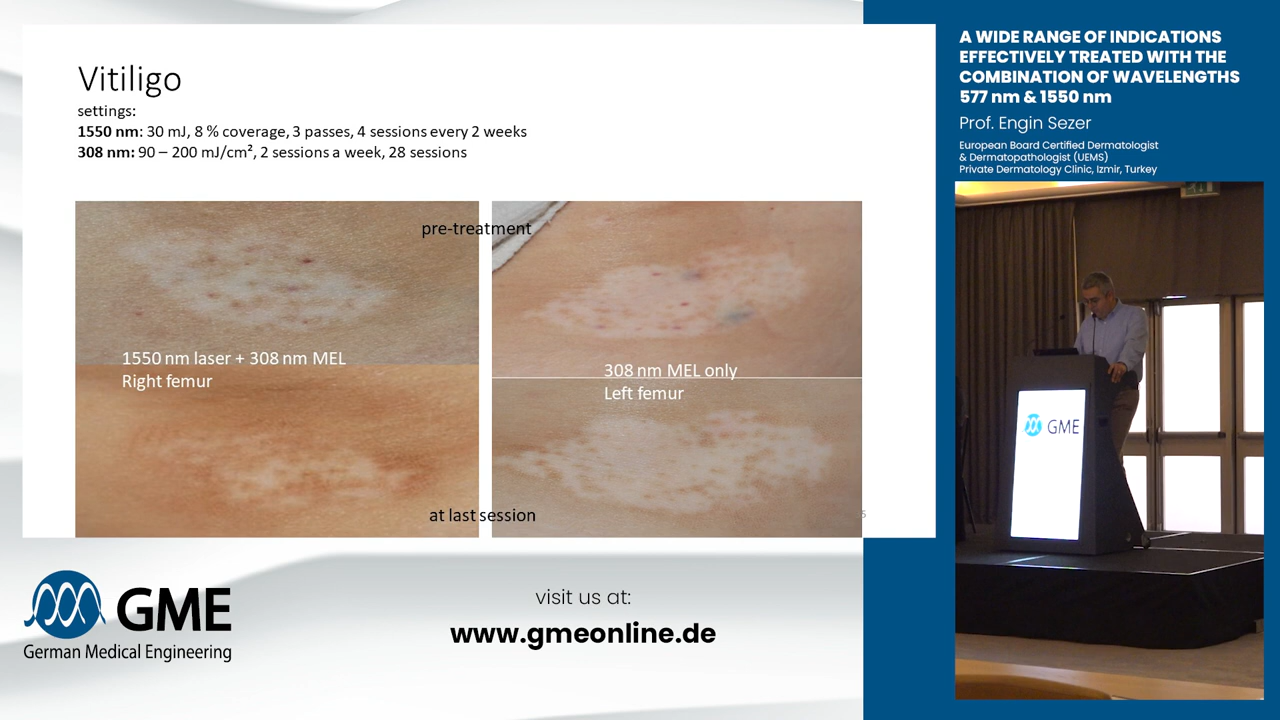 Vitiligo
settings:
1550 nm: 30 mJ, 8 % coverage, 3 passes, 4 sessions every 2 weeks
308 nm: 90 – 200 mJ/cm², 2 sessions a week, 28 sessions
pre-treatment
1550 nm laser + 308 nm MEL
Right femur
308 nm MEL only
Left femur
at last session
5
GME
German Medical Engineering
visit us at:
www.gmeonline.de
A WIDE RANGE OF INDICATIONS
EFFECTIVELY TREATED WITH THE
COMBINATION OF WAVELENGTHS
577 nm & 1550 nm
Prof. Engin Sezer
European Board Certified Dermatologist
& Dermatopathologist (UEMS)
Private Dermatology Clinic, Izmir, Turkey
GME